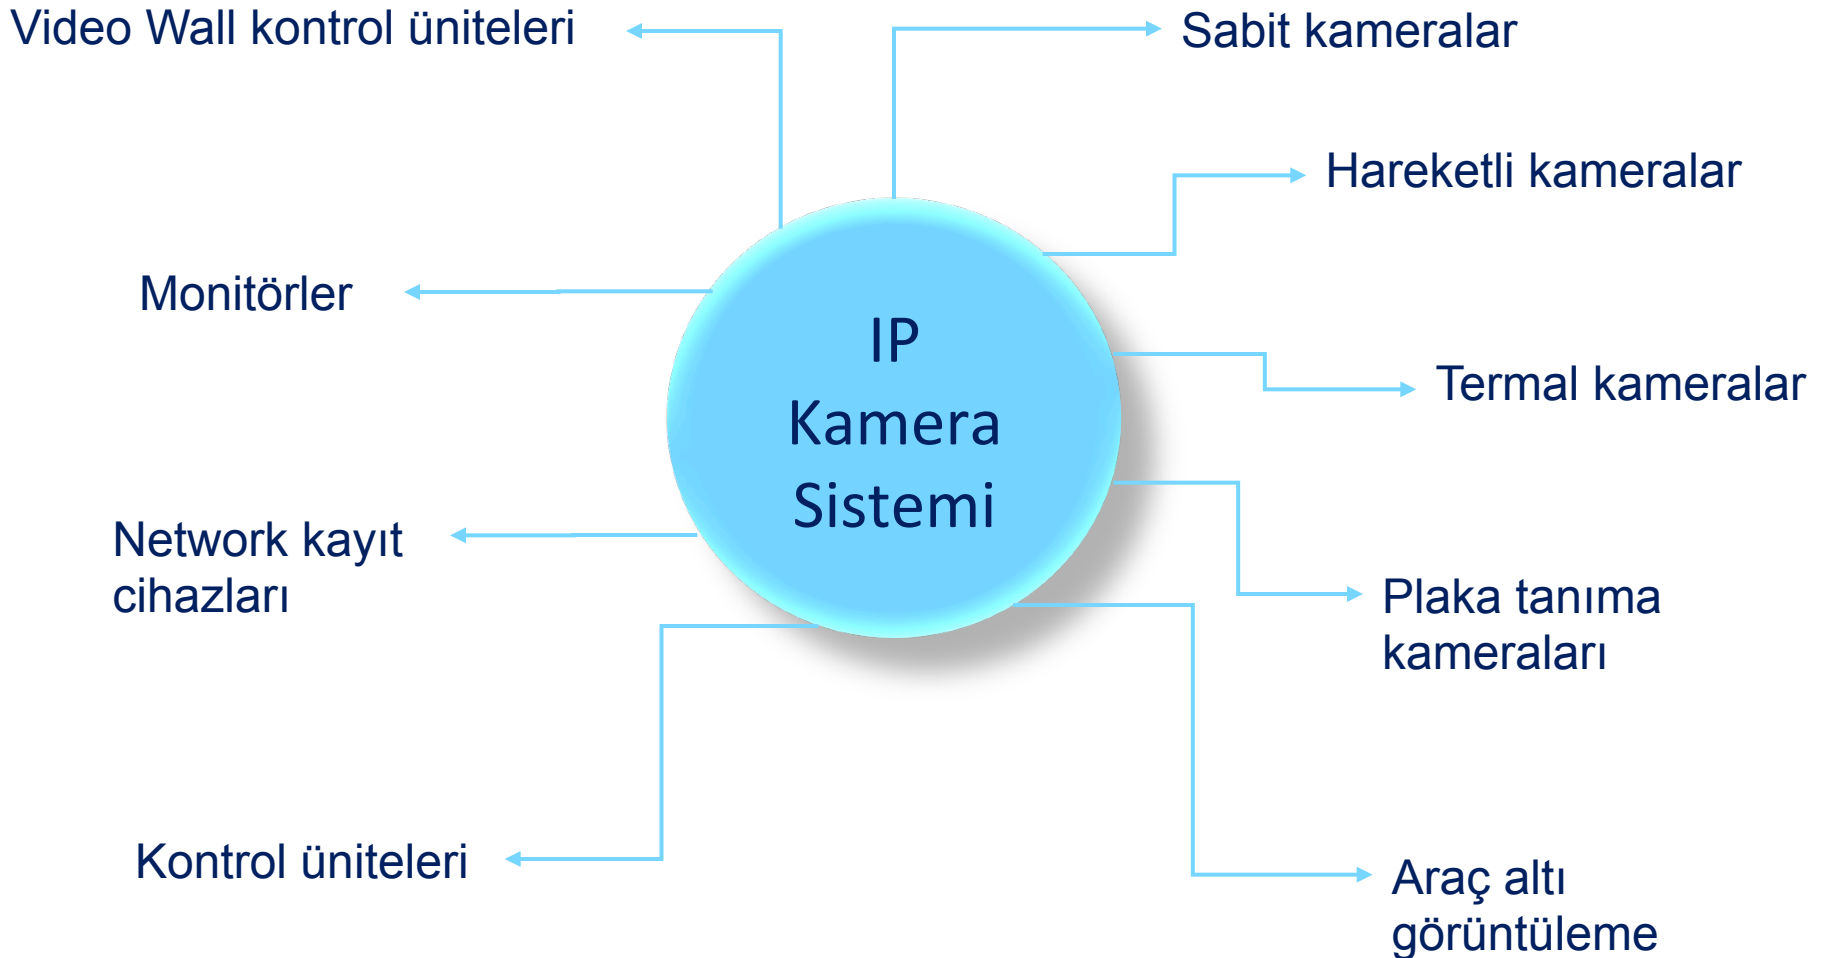 Video Wall kontrol üniteleri
Sabit kameralar
Hareketli kameralar
Monitörler
IP
Kamera
Sistemi
Termal kameralar
Network kayıt
cihazları
Plaka tanıma
kameraları
Kontrol üniteleri
Araç altı
görüntüleme